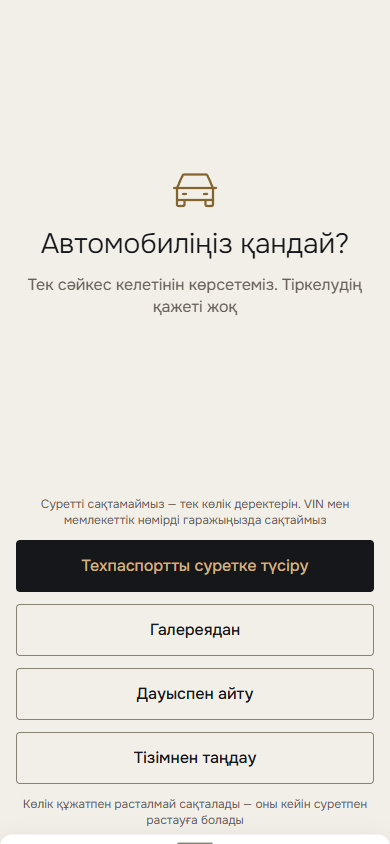 Автомобиліңіз қандай?
Тек сәйкес келетінін көрсетеміз. Тіркелудің
қажеті жоқ
Суретті сақтамаймыз — тек көлік деректерін. VIN мен
мемлекеттік нөмірді гаражыңызда сақтаймыз
Техпаспортты суретке түсіру
Галереядан
Дауыспен айту
Тізімнен таңдау
Көлік құжатпен расталмай сақталады — оны кейін суретпен
растауға болады